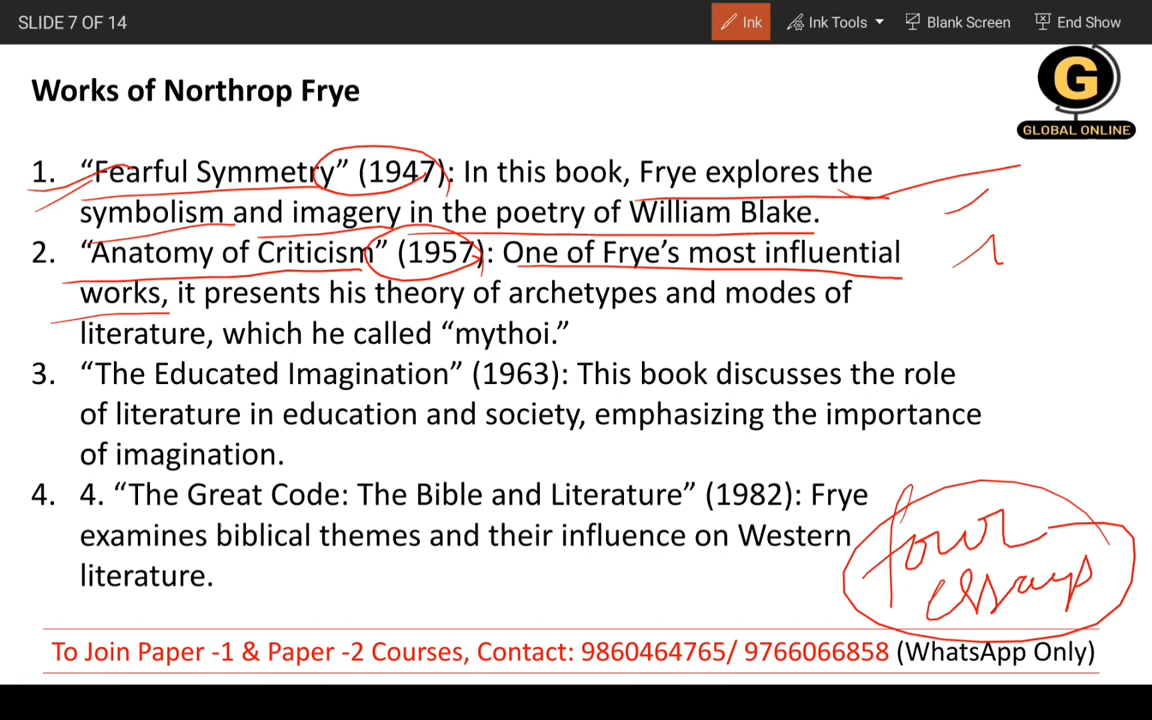 SLIDE 7 OF 14
Ink
Ink Tools
Blank Screen
End Show
G
GLOBAL ONLINE
Works of Northrop Frye
1. “Fearful Symmetry” (1947): In this book, Frye explores the
symbolism and imagery in the poetry of William Blake.
2. “Anatomy of Criticism” (1957): One of Frye’s most influential
works, it presents his theory of archetypes and modes of
literature, which he called “mythoi.”
3. “The Educated Imagination” (1963): This book discusses the role
of literature in education and society, emphasizing the importance
of imagination.
4. 4. “The Great Code: The Bible and Literature” (1982): Frye
examines biblical themes and their influence on Western
literature.
four
essays
To Join Paper -1 & Paper -2 Courses, Contact: 9860464765/ 9766066858 (WhatsApp Only)